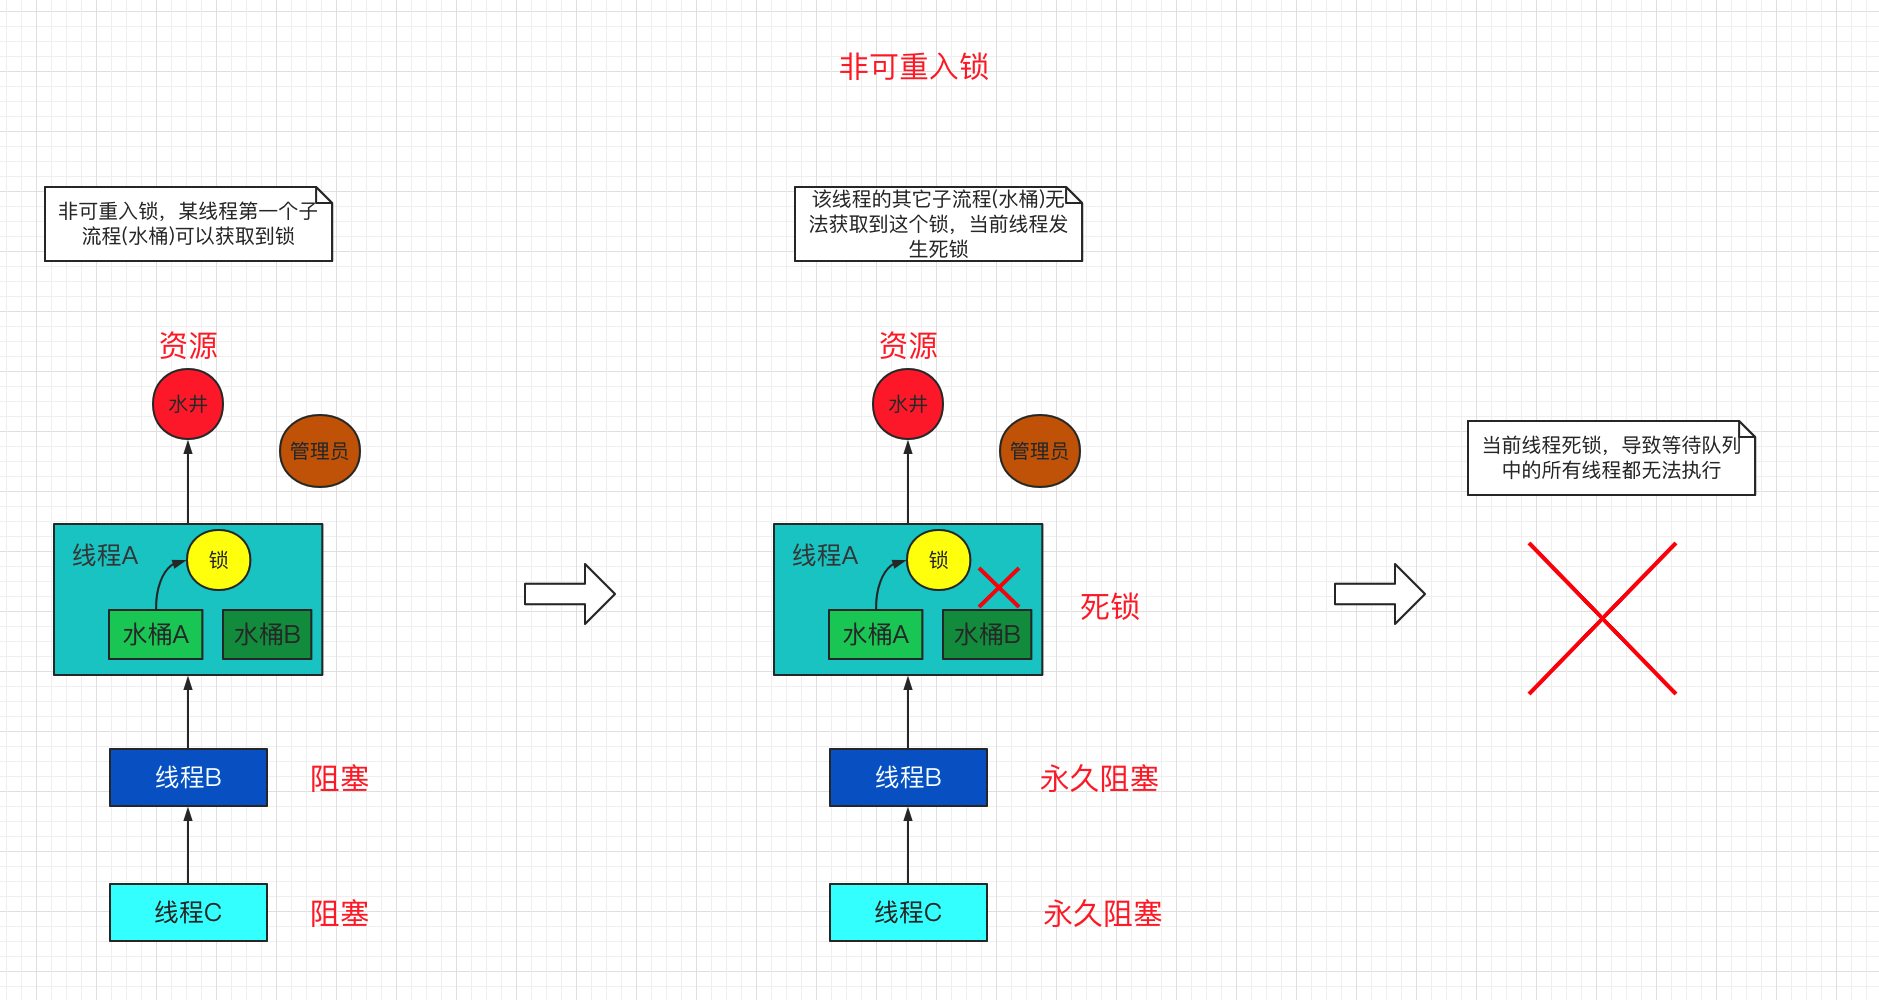 非可重入锁
非可重入锁，某线程第一个子
流程(水桶)可以获取到锁
资源
水井
管理员
线程A
锁
水桶A
水桶B
线程B
阻塞
线程C
阻塞
该线程的其它子流程(水桶)无
法获取到这个锁，当前线程发
生死锁
资源
水井
管理员
线程A
锁
水桶A
水桶B
死锁
线程B
永久阻塞
线程C
永久阻塞
当前线程死锁，导致等待队列
中的所有线程都无法执行